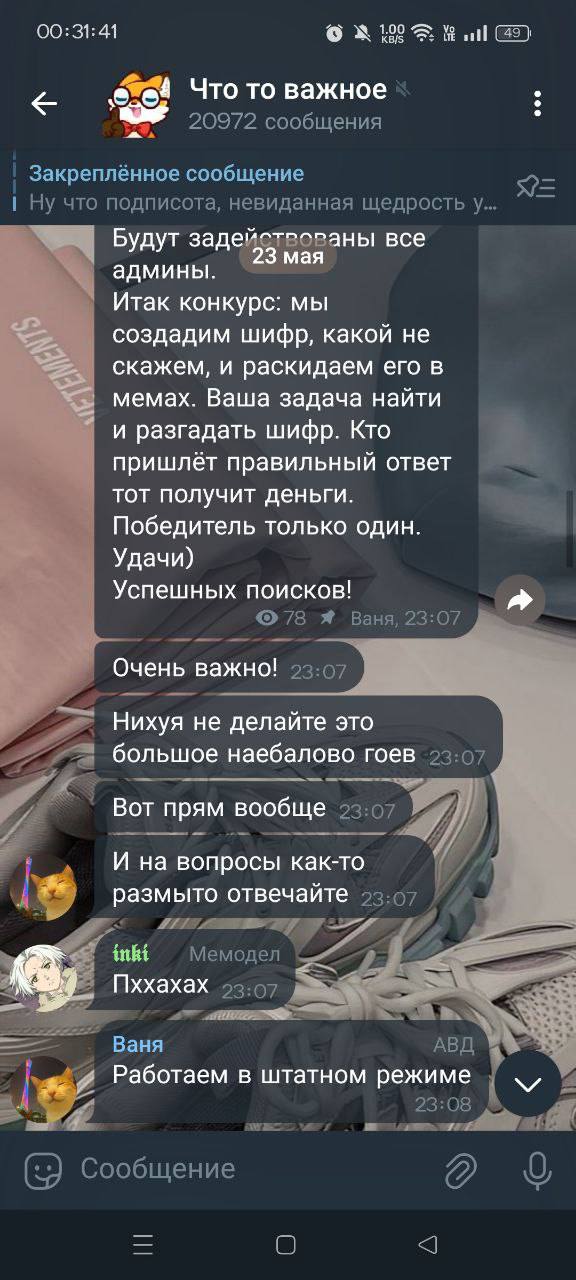 00:31:41
1.00
KB/S
Vo
LTE
49
Что то важное
20972 сообщения
Закреплённое сообщение
Ну что подписота, невиданная щедрость у...
Будут задействованы все
23 мая
админы.
Итак конкурс: мы
создадим шифр, какой не
скажем, и раскидаем его в
мемах. Ваша задача найти
и разгадать шифр. Кто
пришлёт правильный ответ
тот получит деньги.
Победитель только один.
Удачи)
Успешных поисков!
78 Ваня, 23:07
Очень важно! 23:07
Нихуя не делайте это
большое наебалово гоев 23:07
Вот прям вообще 23:07
И на вопросы как-то
размыто отвечайте 23:07
inki Мемодел
Пххахах 23:07
Ваня АВД
Работаем в штатном режиме
23:08
Сообщение
VETEMENTS